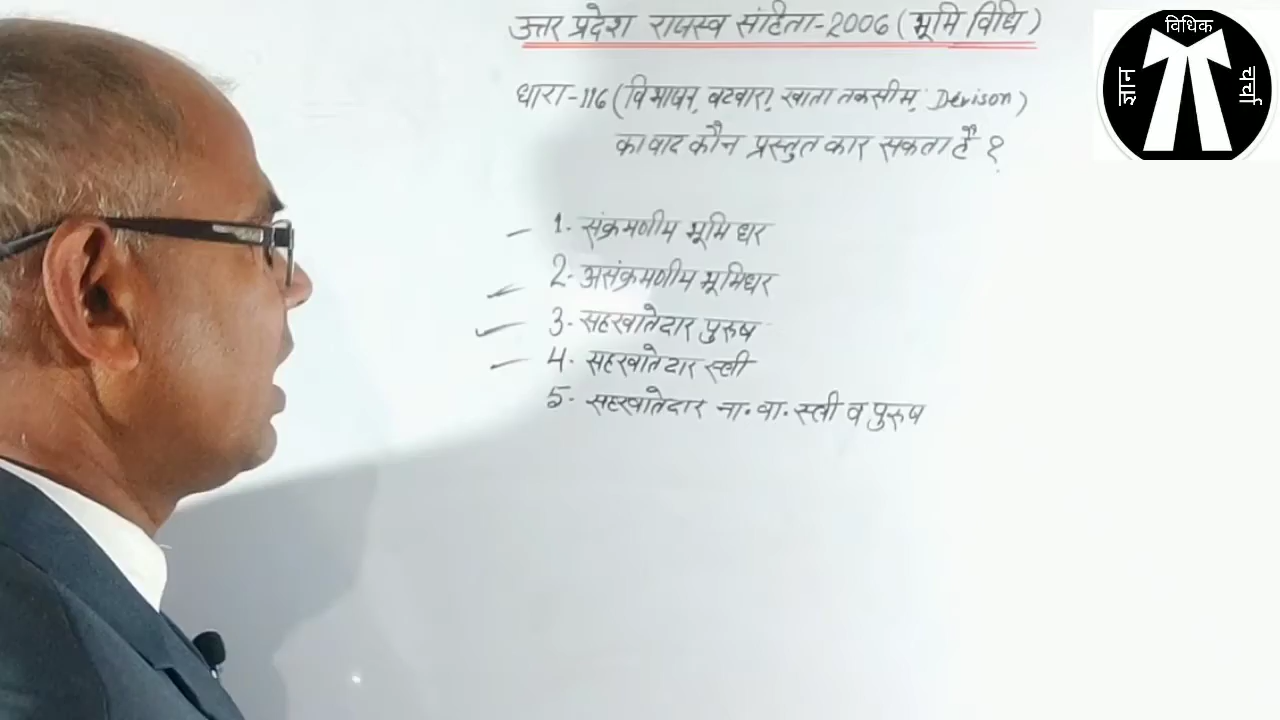 उत्तर प्रदेश राजस्व संहिता-2006 (भूमि विधि)
धारा-116 (विभाजन, बटवारा, खाता तकसीम, Devison)
का वाद कौन प्रस्तुत कार सकता है ?
1- संक्रमणीय भूमि धर
2- असंक्रमणीय भूमिधर
3- सहखातेदार पुरुष
4- सहखातेदार स्त्री
5- सहखातेदार ना. बा. स्त्री व पुरुष
विधिक
ज्ञान
चर्चा